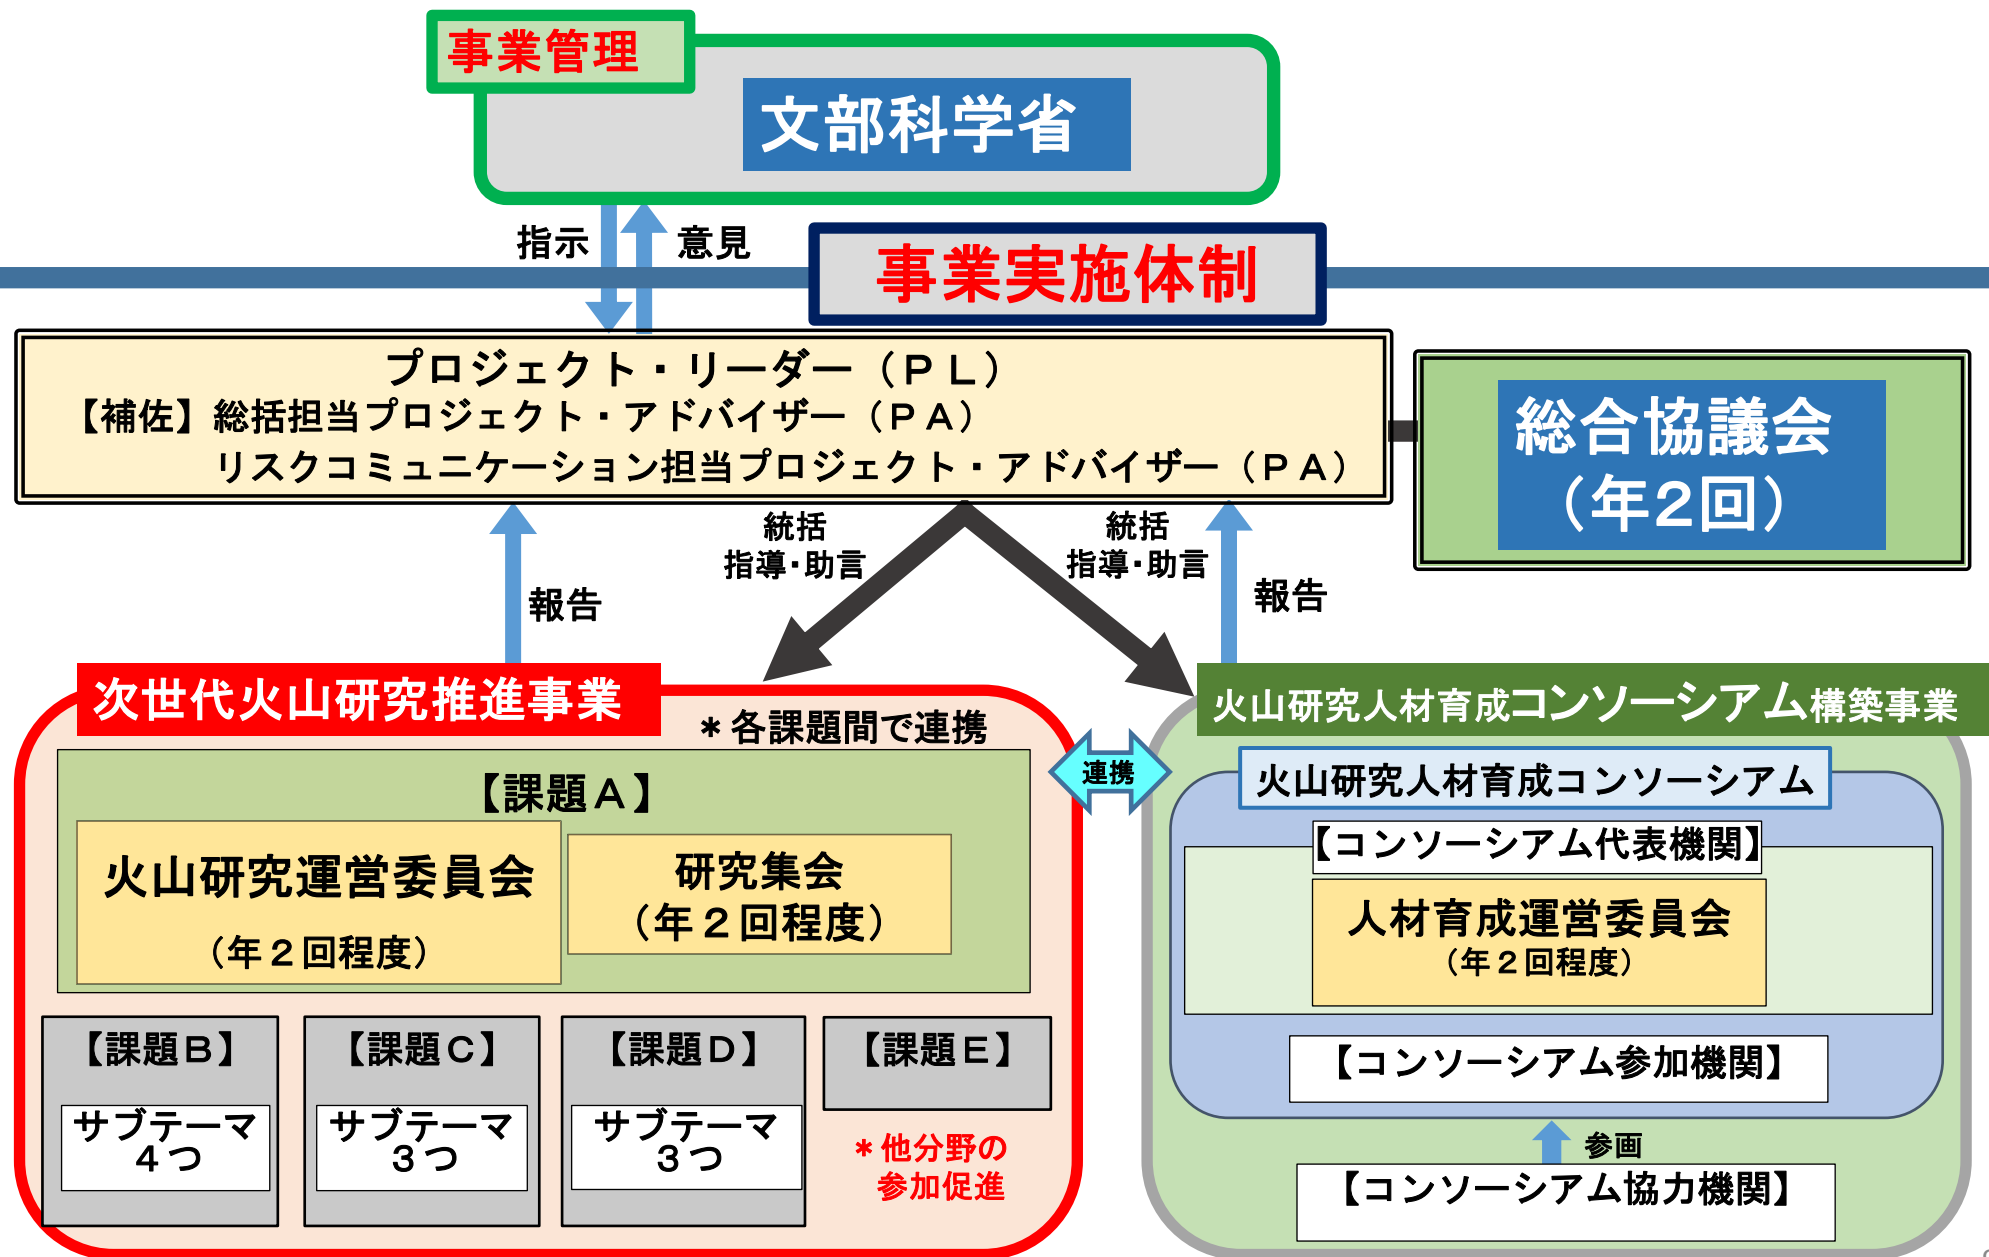 事業管理
文部科学省
指示
意見
事業実施体制
プロジェクト・リーダー（ＰＬ）
【補佐】総括担当プロジェクト・アドバイザー（ＰＡ）
リスクコミュニケーション担当プロジェクト・アドバイザー（ＰＡ）
総合協議会
（年２回）
統括
指導・助言
統括
指導・助言
報告
報告
次世代火山研究推進事業
＊各課題間で連携
【課題Ａ】
火山研究運営委員会
（年２回程度）
研究集会
（年２回程度）
【課題Ｂ】
サブテーマ
４つ
【課題Ｃ】
サブテーマ
３つ
【課題Ｄ】
サブテーマ
３つ
【課題Ｅ】
＊他分野の
参加促進
連携
火山研究人材育成コンソーシアム構築事業
火山研究人材育成コンソーシアム
【コンソーシアム代表機関】
人材育成運営委員会
（年２回程度）
【コンソーシアム参加機関】
参画
【コンソーシアム協力機関】